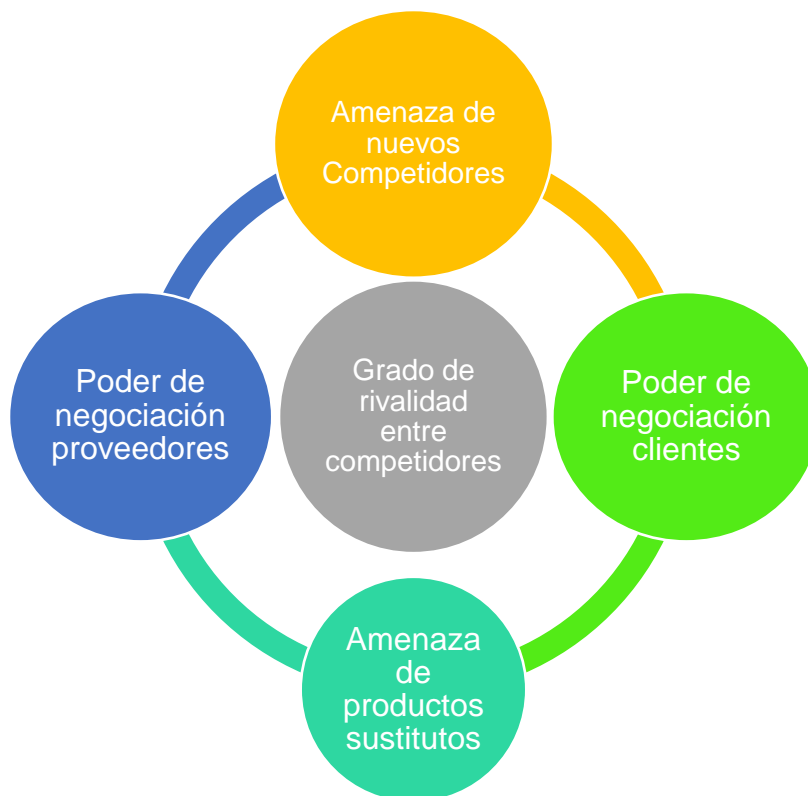 Amenaza de
nuevos
Competidores
Poder de
negociación
proveedores
Grado de
rivalidad
entre
competidores
Poder de
negociación
clientes
Amenaza
de
productos
sustitutos